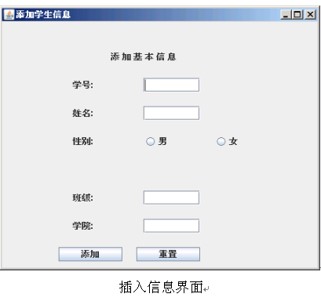 添加学生信息
添加基本信息
学号:
姓名:
性别: 男 女
班级:
学院:
添加 重置
插入信息界面